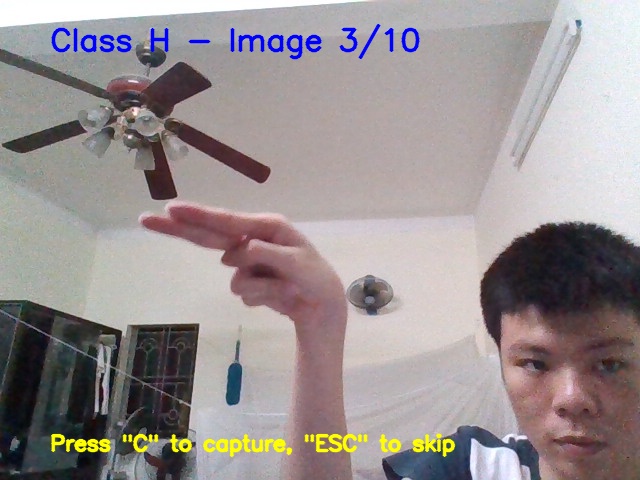 Class H - Image 3/10
Press "C" to capture, "ESC" to skip